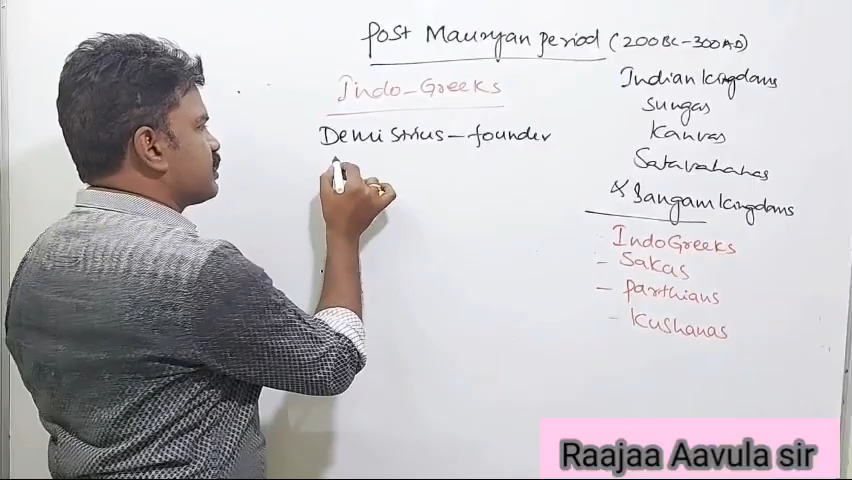 Post Mauryan period (200BC-300AD)
Indo-Greeks
Demistrius - founder
Indian kingdoms
Sungas
Kanvas
Satavahanas
& Sangam kingdoms
IndoGreeks
- Sakas
- Parthians
- Kushanas
Raajaa Aavula sir